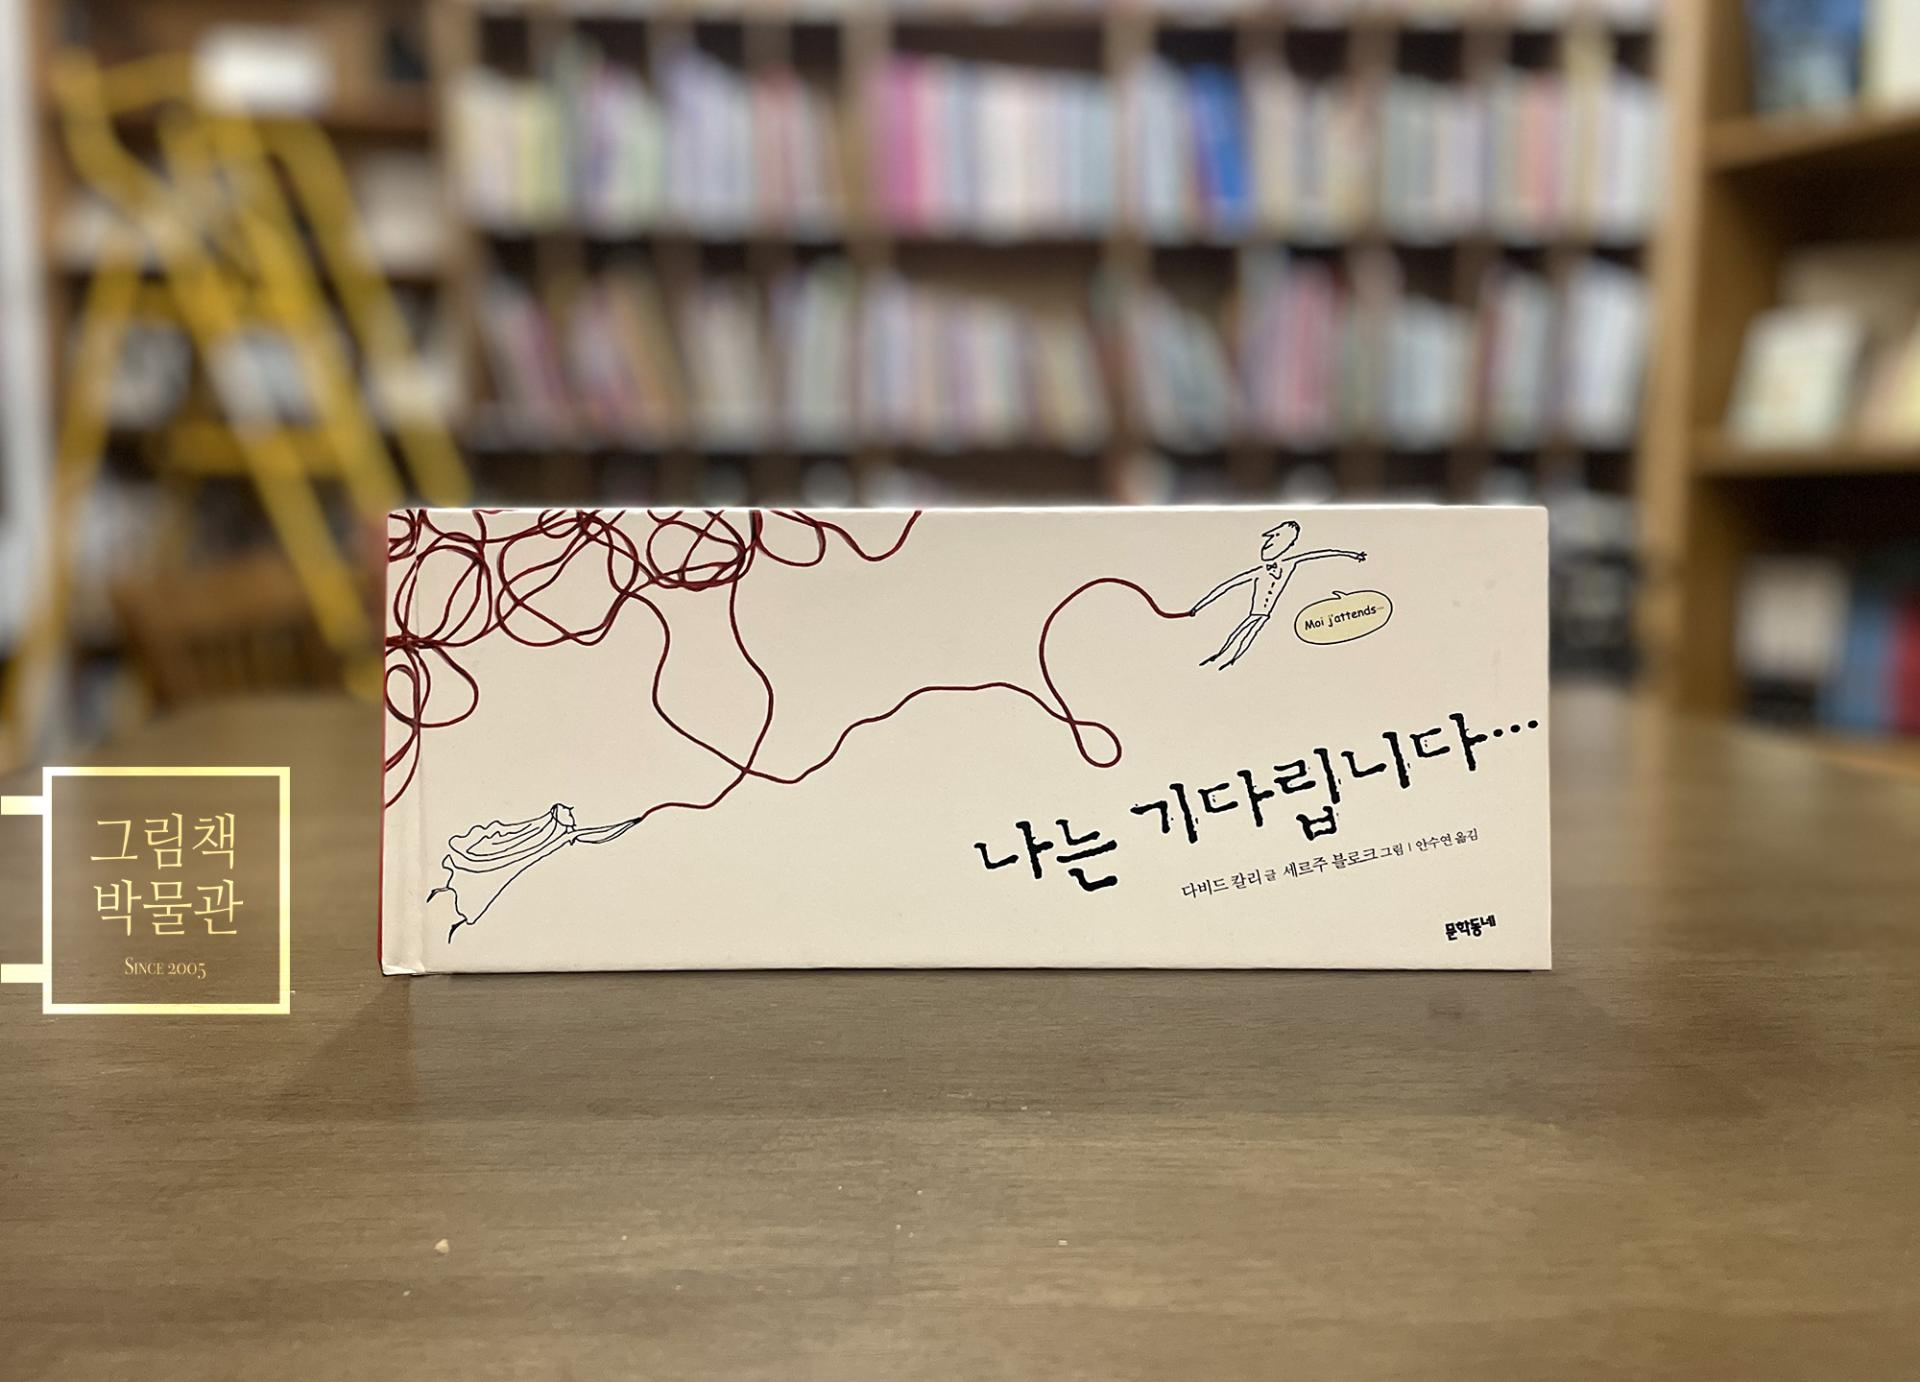 Moi j'attends…
나는 기다립니다…
다비드 칼리 글 세르주 블로크 그림 | 안수연 옮김
문학동네
그림책
박물관
SINCE 2005